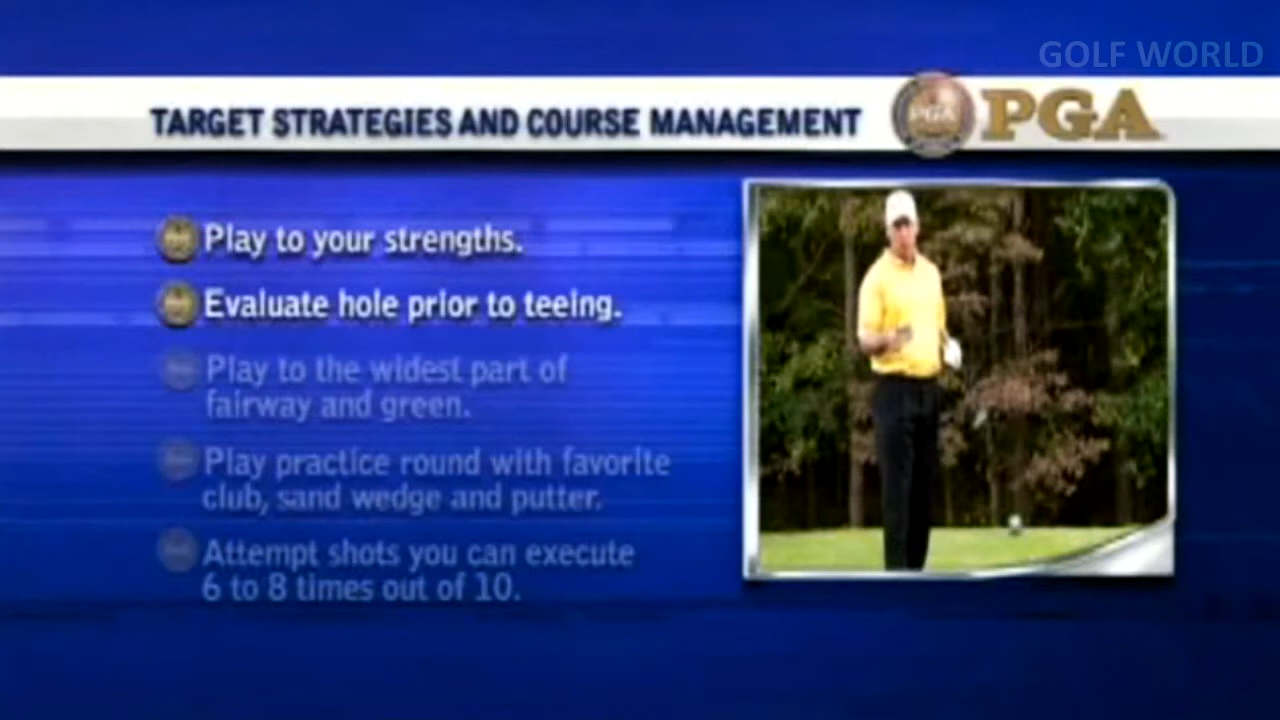 GOLF WORLD
TARGET STRATEGIES AND COURSE MANAGEMENT
PGA
PGA
Play to your strengths.
Evaluate hole prior to teeing.
Play to the widest part of
fairway and green.
Play practice round with favorite
club, sand wedge and putter.
Attempt shots you can execute
6 to 8 times out of 10.